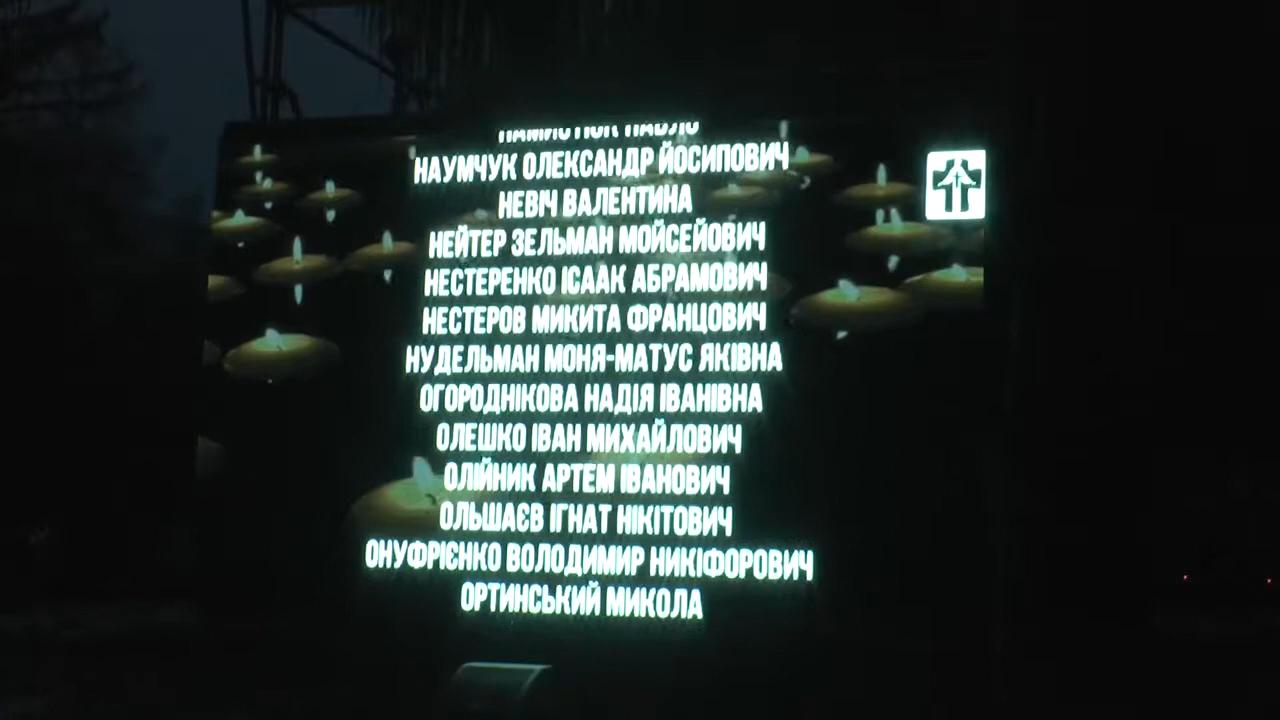 НАУМЧУК ОЛЕКСАНДР ЙОСИПОВИЧ
НЕВІЧ ВАЛЕНТИНА
НЕЙТЕР ЗЕЛЬМАН МОЙСЕЙОВИЧ
НЕСТЕРЕНКО ІСААК АБРАМОВИЧ
НЕСТЕРОВ МИКИТА ФРАНЦОВИЧ
НУДЕЛЬМАН МОНЯ-МАТУС ЯКІВНА
ОГОРОДНІКОВА НАДІЯ ІВАНІВНА
ОЛЕШКО ІВАН МИХАЙЛОВИЧ
ОЛІЙНИК АРТЕМ ІВАНОВИЧ
ОЛЬШАЄВ ІГНАТ НІКІТОВИЧ
ОНУФРІЄНКО ВОЛОДИМИР НИКІФОРОВИЧ
ОРТИНСЬКИЙ МИКОЛА